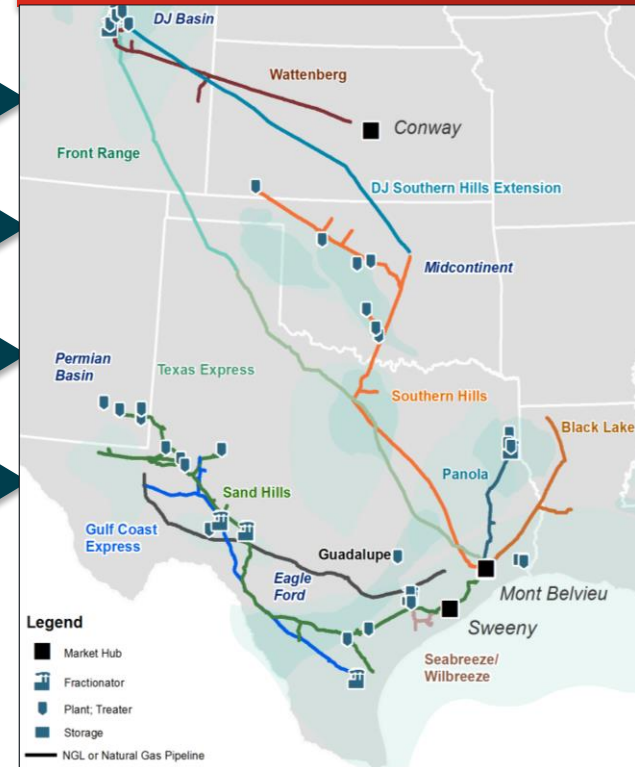 DJ Basin
Wattenberg
Conway
Front Range
DJ Southern Hills Extension
Midcontinent
Permian
Basin
Texas Express
Southern Hills
Black Lake
Panola
Sand Hills
Gulf Coast
Express
Guadalupe
Eagle
Ford
Mont Belvieu
Sweeny
Seabreeze/
Wilbreeze
Legend
Market Hub
Fractionator
Plant; Treater
Storage
NGL or Natural Gas Pipeline